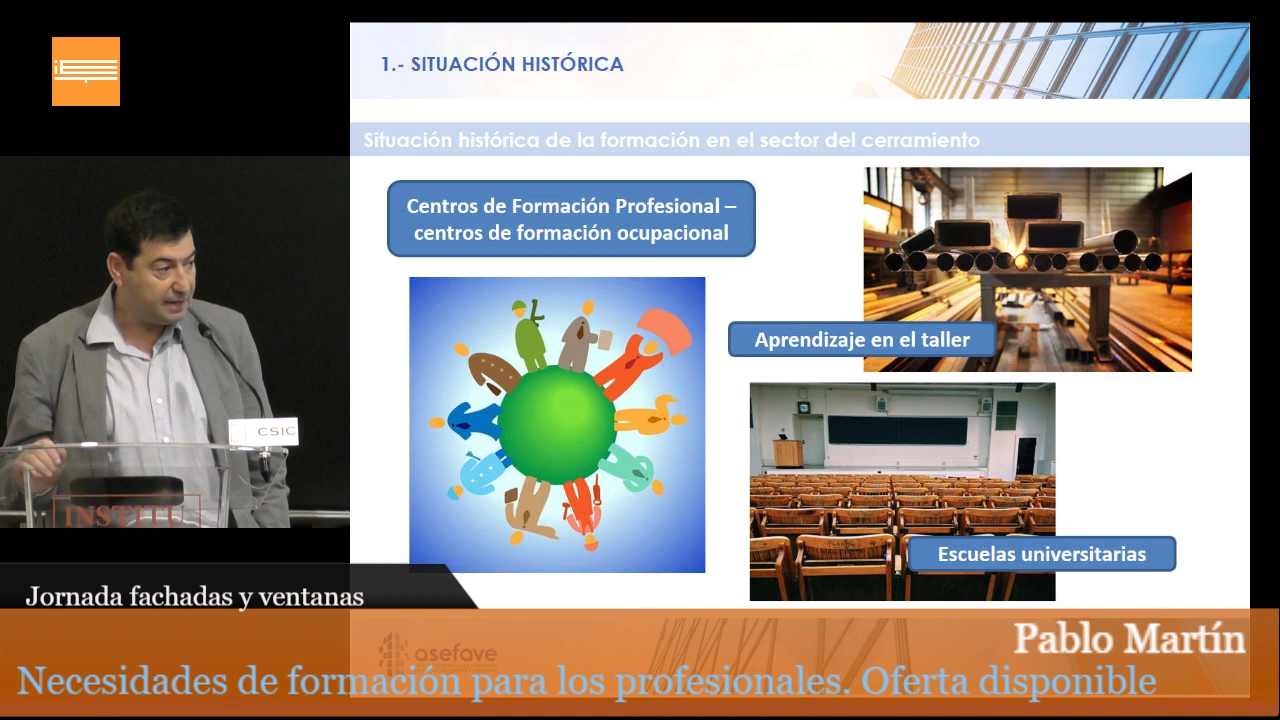 1.- SITUACIÓN HISTÓRICA
Situación histórica de la formación en el sector del cerramiento
Centros de Formación Profesional –
centros de formación ocupacional
Aprendizaje en el taller
Escuelas universitarias
CSIC
INSTITU
Jornada fachadas y ventanas
Pablo Martín
asefave
Necesidades de formación para los profesionales. Oferta disponible